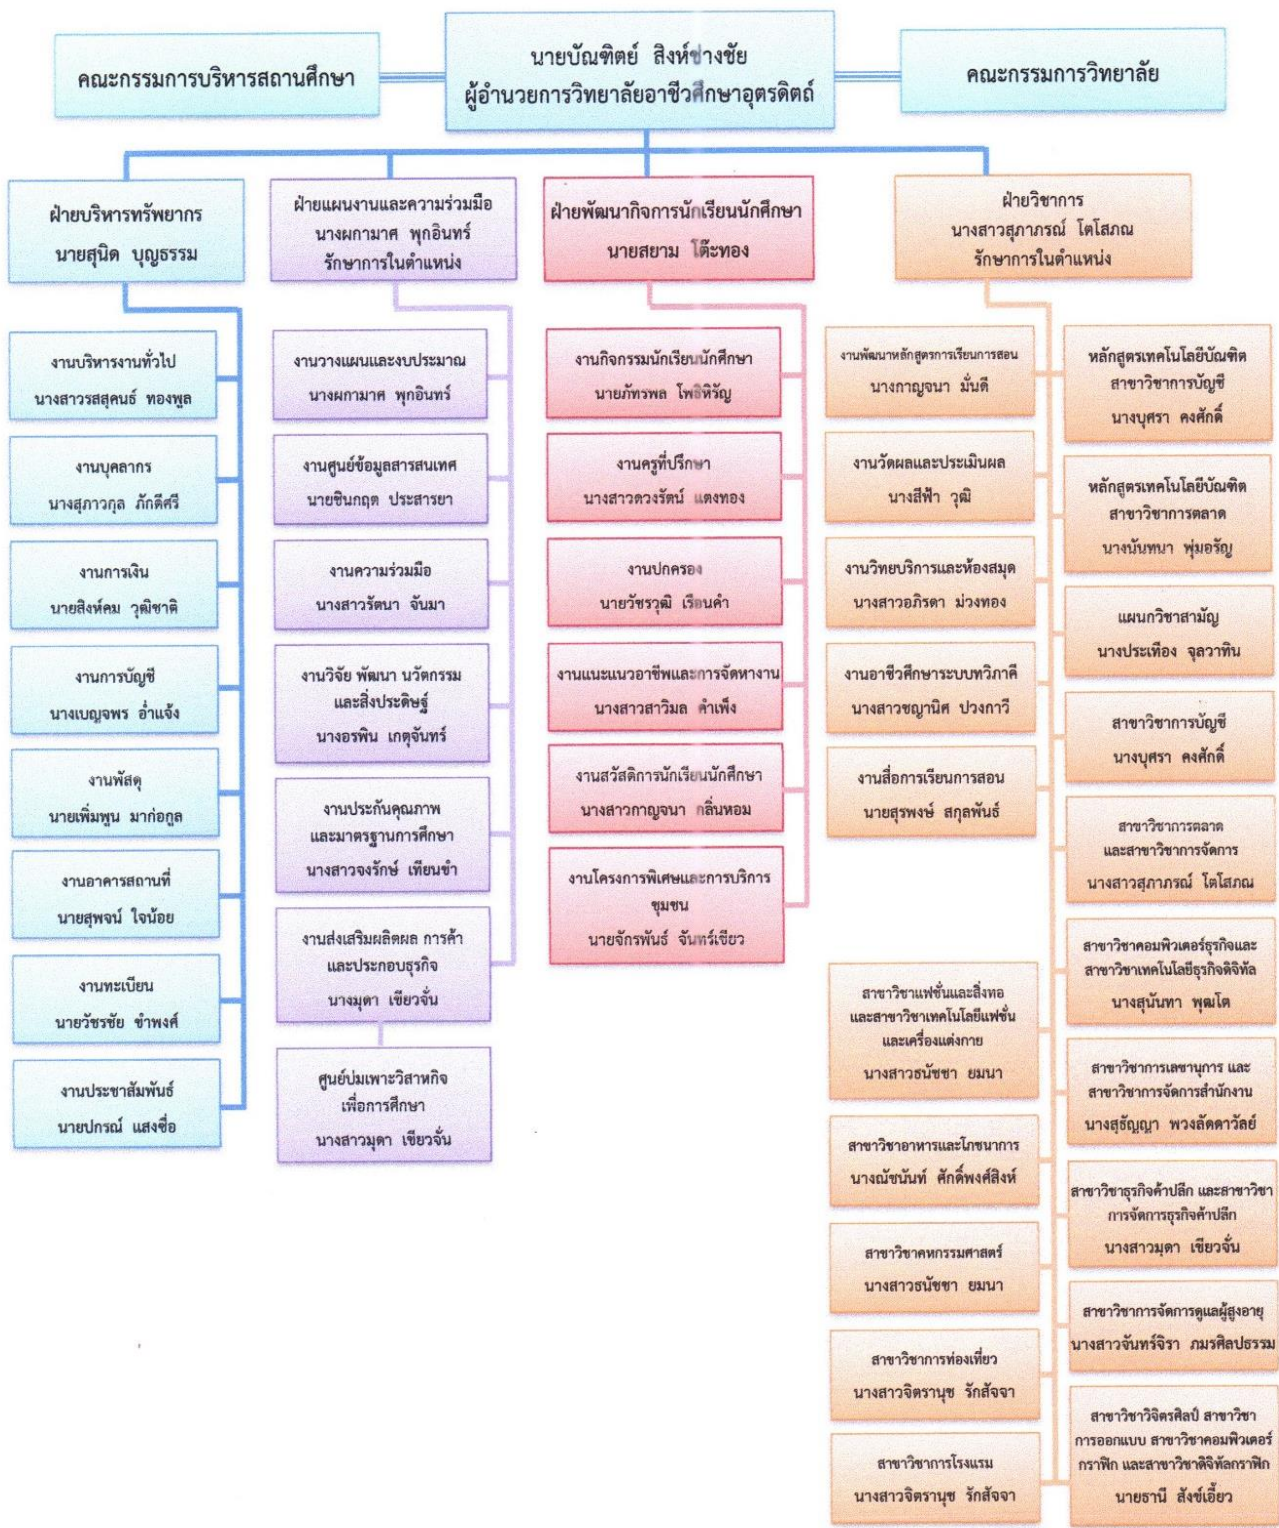 คณะกรรมการบริหารสถานศึกษา
นายบัณฑิตย์ สิงห์ช่างชัย
ผู้อำนวยการวิทยาลัยอาชีวศึกษาอุตรดิตถ์
คณะกรรมการวิทยาลัย
ฝ่ายบริหารทรัพยากร
นายสุนิด บุญธรรม
ฝ่ายแผนงานและความร่วมมือ
นางผกามาศ พุกอินทร์
รักษาการในตำแหน่ง
ฝ่ายพัฒนากิจการนักเรียนนักศึกษา
นายสยาม โต๊ะทอง
ฝ่ายวิชาการ
นางสาวสุภาภรณ์ โตโสภณ
รักษาการในตำแหน่ง
งานบริหารงานทั่วไป
นางสาวรสสุคนธ์ ทองพูล
งานบุคลากร
นางสุภาวกุล ภักดีศรี
งานการเงิน
นายสิงห์คม วุฒิชาติ
งานการบัญชี
นางเบญจพร อ่ำแจ้ง
งานพัสดุ
นายเพิ่มพูน มาก่อกูล
งานอาคารสถานที่
นายสุพจน์ ใจน้อย
งานทะเบียน
นายวัชรชัย ขำพงศ์
งานประชาสัมพันธ์
นายปกรณ์ แสงซื่อ
งานวางแผนและงบประมาณ
นางผกามาศ พุกอินทร์
งานศูนย์ข้อมูลสารสนเทศ
นายชินกฤต ประสารยา
งานความร่วมมือ
นางสาวรัตนา จันมา
งานวิจัย พัฒนา นวัตกรรม
และสิ่งประดิษฐ์
นางอรพิน เกตุจันทร์
งานประกันคุณภาพ
และมาตรฐานการศึกษา
นางสาวจงรักษ์ เทียนขำ
งานส่งเสริมผลิตผล การค้า
และประกอบธุรกิจ
นางมุดา เขียวจั่น
ศูนย์บ่มเพาะวิสาหกิจ
เพื่อการศึกษา
นางสาวมุดา เขียวจั่น
งานกิจกรรมนักเรียนนักศึกษา
นายภัทรพล โพธิหิรัญ
งานครูที่ปรึกษา
นางสาวดวงรัตน์ แตงทอง
งานปกครอง
นายวัชรวุฒิ เรือนคำ
งานแนะแนวอาชีพและการจัดหางาน
นางสาวสาวิมล คำเพ็ง
งานสวัสดิการนักเรียนนักศึกษา
นางสาวกาญจนา กลิ่นหอม
งานโครงการพิเศษและการบริการ
ชุมชน
นายจักรพันธ์ จันทร์เขียว
งานพัฒนาหลักสูตรการเรียนการสอน
นางกาญจนา มั่นดี
งานวัดผลและประเมินผล
นางสีฟ้า วุฒิ
งานวิทยบริการและห้องสมุด
นางสาวอภิรดา ม่วงทอง
งานอาชีวศึกษาระบบทวิภาคี
นางสาวชญานิศ ปวงกาวี
งานสื่อการเรียนการสอน
นายสุรพงษ์ สกุลพันธ์
สาขาวิชาแฟชั่นและสิ่งทอ
และสาขาวิชาเทคโนโลยีแฟชั่น
และเครื่องแต่งกาย
นางสาวธนัชชา ยมนา
สาขาวิชาอาหารและโภชนาการ
นางณัชนันท์ ศักดิ์พงศ์สิงห์
สาขาวิชาคหกรรมศาสตร์
นางสาวธนัชชา ยมนา
สาขาวิชาการท่องเที่ยว
นางสาวจิตรานุช รักสัจจา
สาขาวิชาการโรงแรม
นางสาวจิตรานุช รักสัจจา
หลักสูตรเทคโนโลยีบัณฑิต
สาขาวิชาการบัญชี
นางบุศรา คงศักดิ์
หลักสูตรเทคโนโลยีบัณฑิต
สาขาวิชาการตลาด
นางนันทนา พุ่มอรัญ
แผนกวิชาสามัญ
นางประเทือง จุลวาทิน
สาขาวิชาการบัญชี
นางบุศรา คงศักดิ์
สาขาวิชาการตลาด
และสาขาวิชาการจัดการ
นางสาวสุภาภรณ์ โตโสภณ
สาขาวิชาคอมพิวเตอร์ธุรกิจและ
สาขาวิชาเทคโนโลยีธุรกิจดิจิทัล
นางสุนันทา พุฒโต
สาขาวิชาการเลขานุการ และ
สาขาวิชาการจัดการสำนักงาน
นางสุธัญญา พวงลัดดาวัลย์
สาขาวิชาธุรกิจค้าปลีก และสาขาวิชา
การจัดการธุรกิจค้าปลีก
นางสาวมุดา เขียวจั่น
สาขาวิชาการจัดการดูแลผู้สูงอายุ
นางสาวจันทร์จิรา ภมรศิลปธรรม
สาขาวิชาวิจิตรศิลป์ สาขาวิชา
การออกแบบ สาขาวิชาคอมพิวเตอร์
กราฟิก และสาขาวิชาดิจิทัลกราฟิก
นายธานี สังข์เอี้ยว